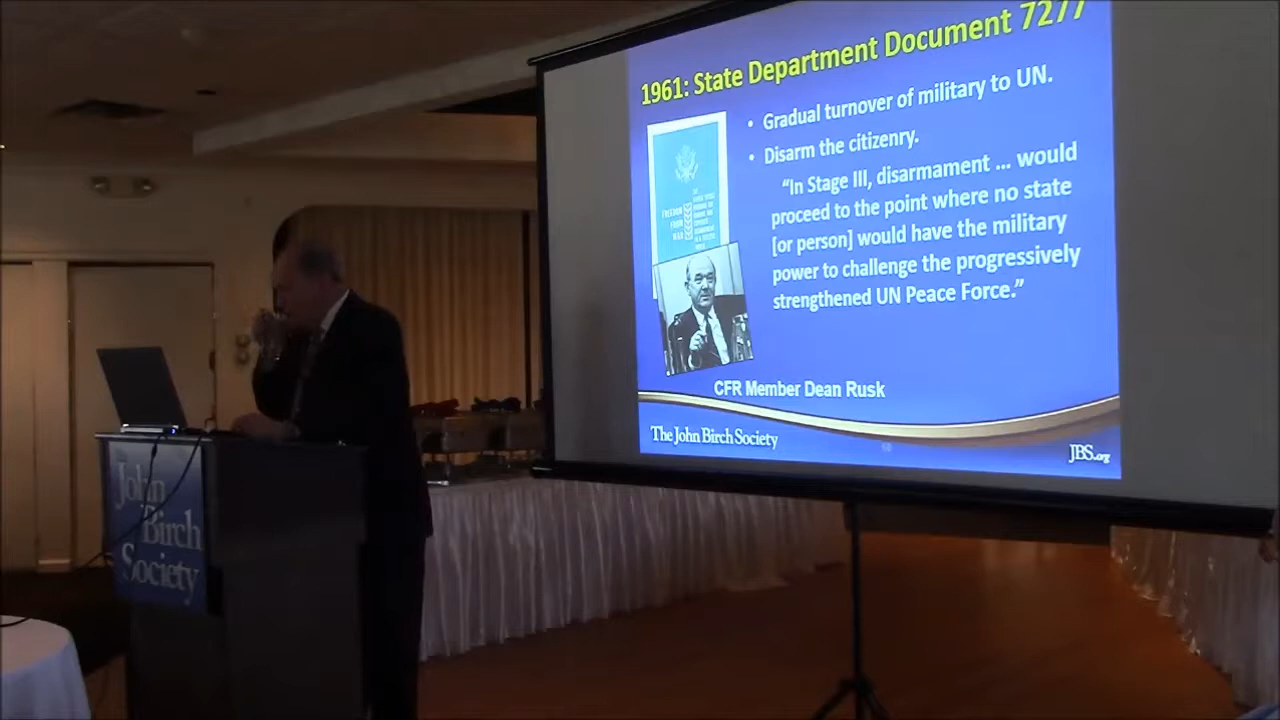 1961: State Department Document 7277
• Gradual turnover of military to UN.
• Disarm the citizenry.
“In Stage III, disarmament ... would
proceed to the point where no state
[or person] would have the military
power to challenge the progressively
strengthened UN Peace Force.”
FREEDOM
FROM
WAR
CFR Member Dean Rusk
The John Birch Society
JBS.org
The
John
Birch
Society